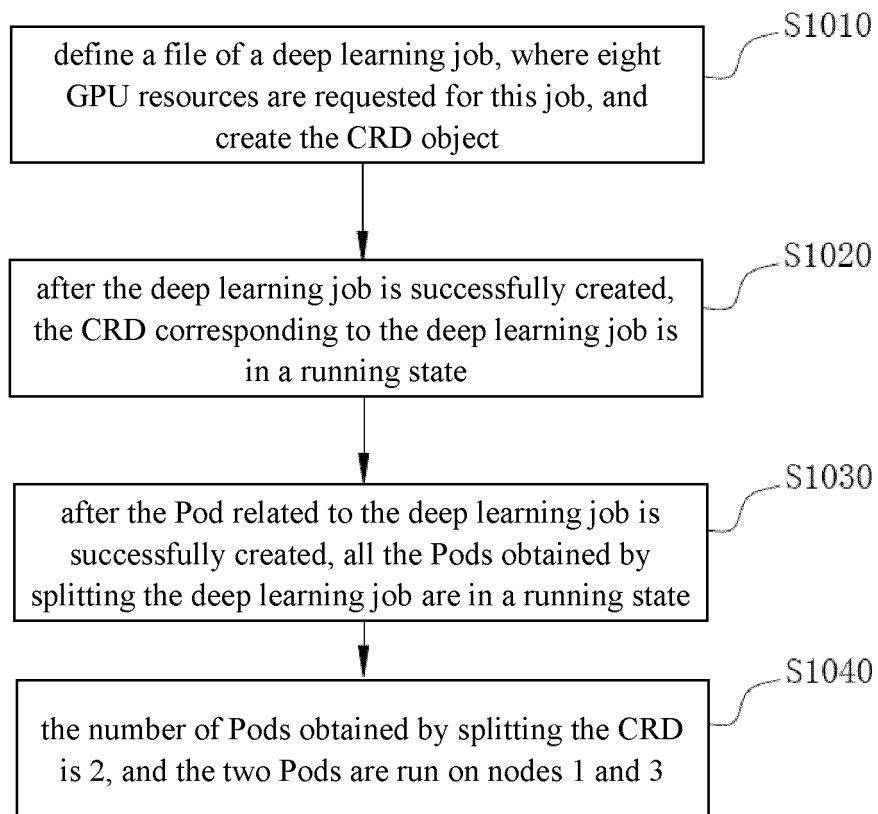 S1010
define a file of a deep learning job, where eight
GPU resources are requested for this job, and
create the CRD object
S1020
after the deep learning job is successfully created,
the CRD corresponding to the deep learning job is
in a running state
S1030
after the Pod related to the deep learning job is
successfully created, all the Pods obtained by
splitting the deep learning job are in a running state
S1040
the number of Pods obtained by splitting the CRD
is 2, and the two Pods are run on nodes 1 and 3